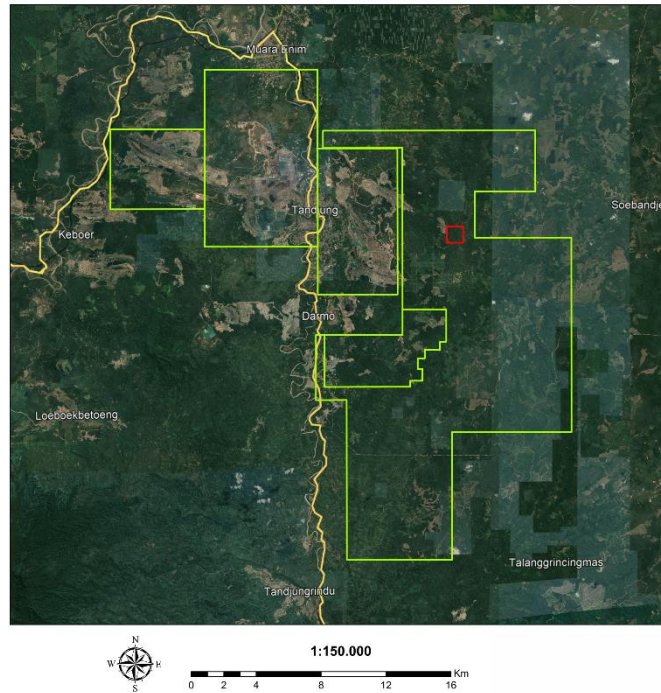 Muara Enim
Tandjung
Soebandje
Keboer
Darmo
Loeboekbetoeng
Talanggrincingmas
Tandjungrindu
N
W E
S
1:150.000
Km
0 2 4 8 12 16